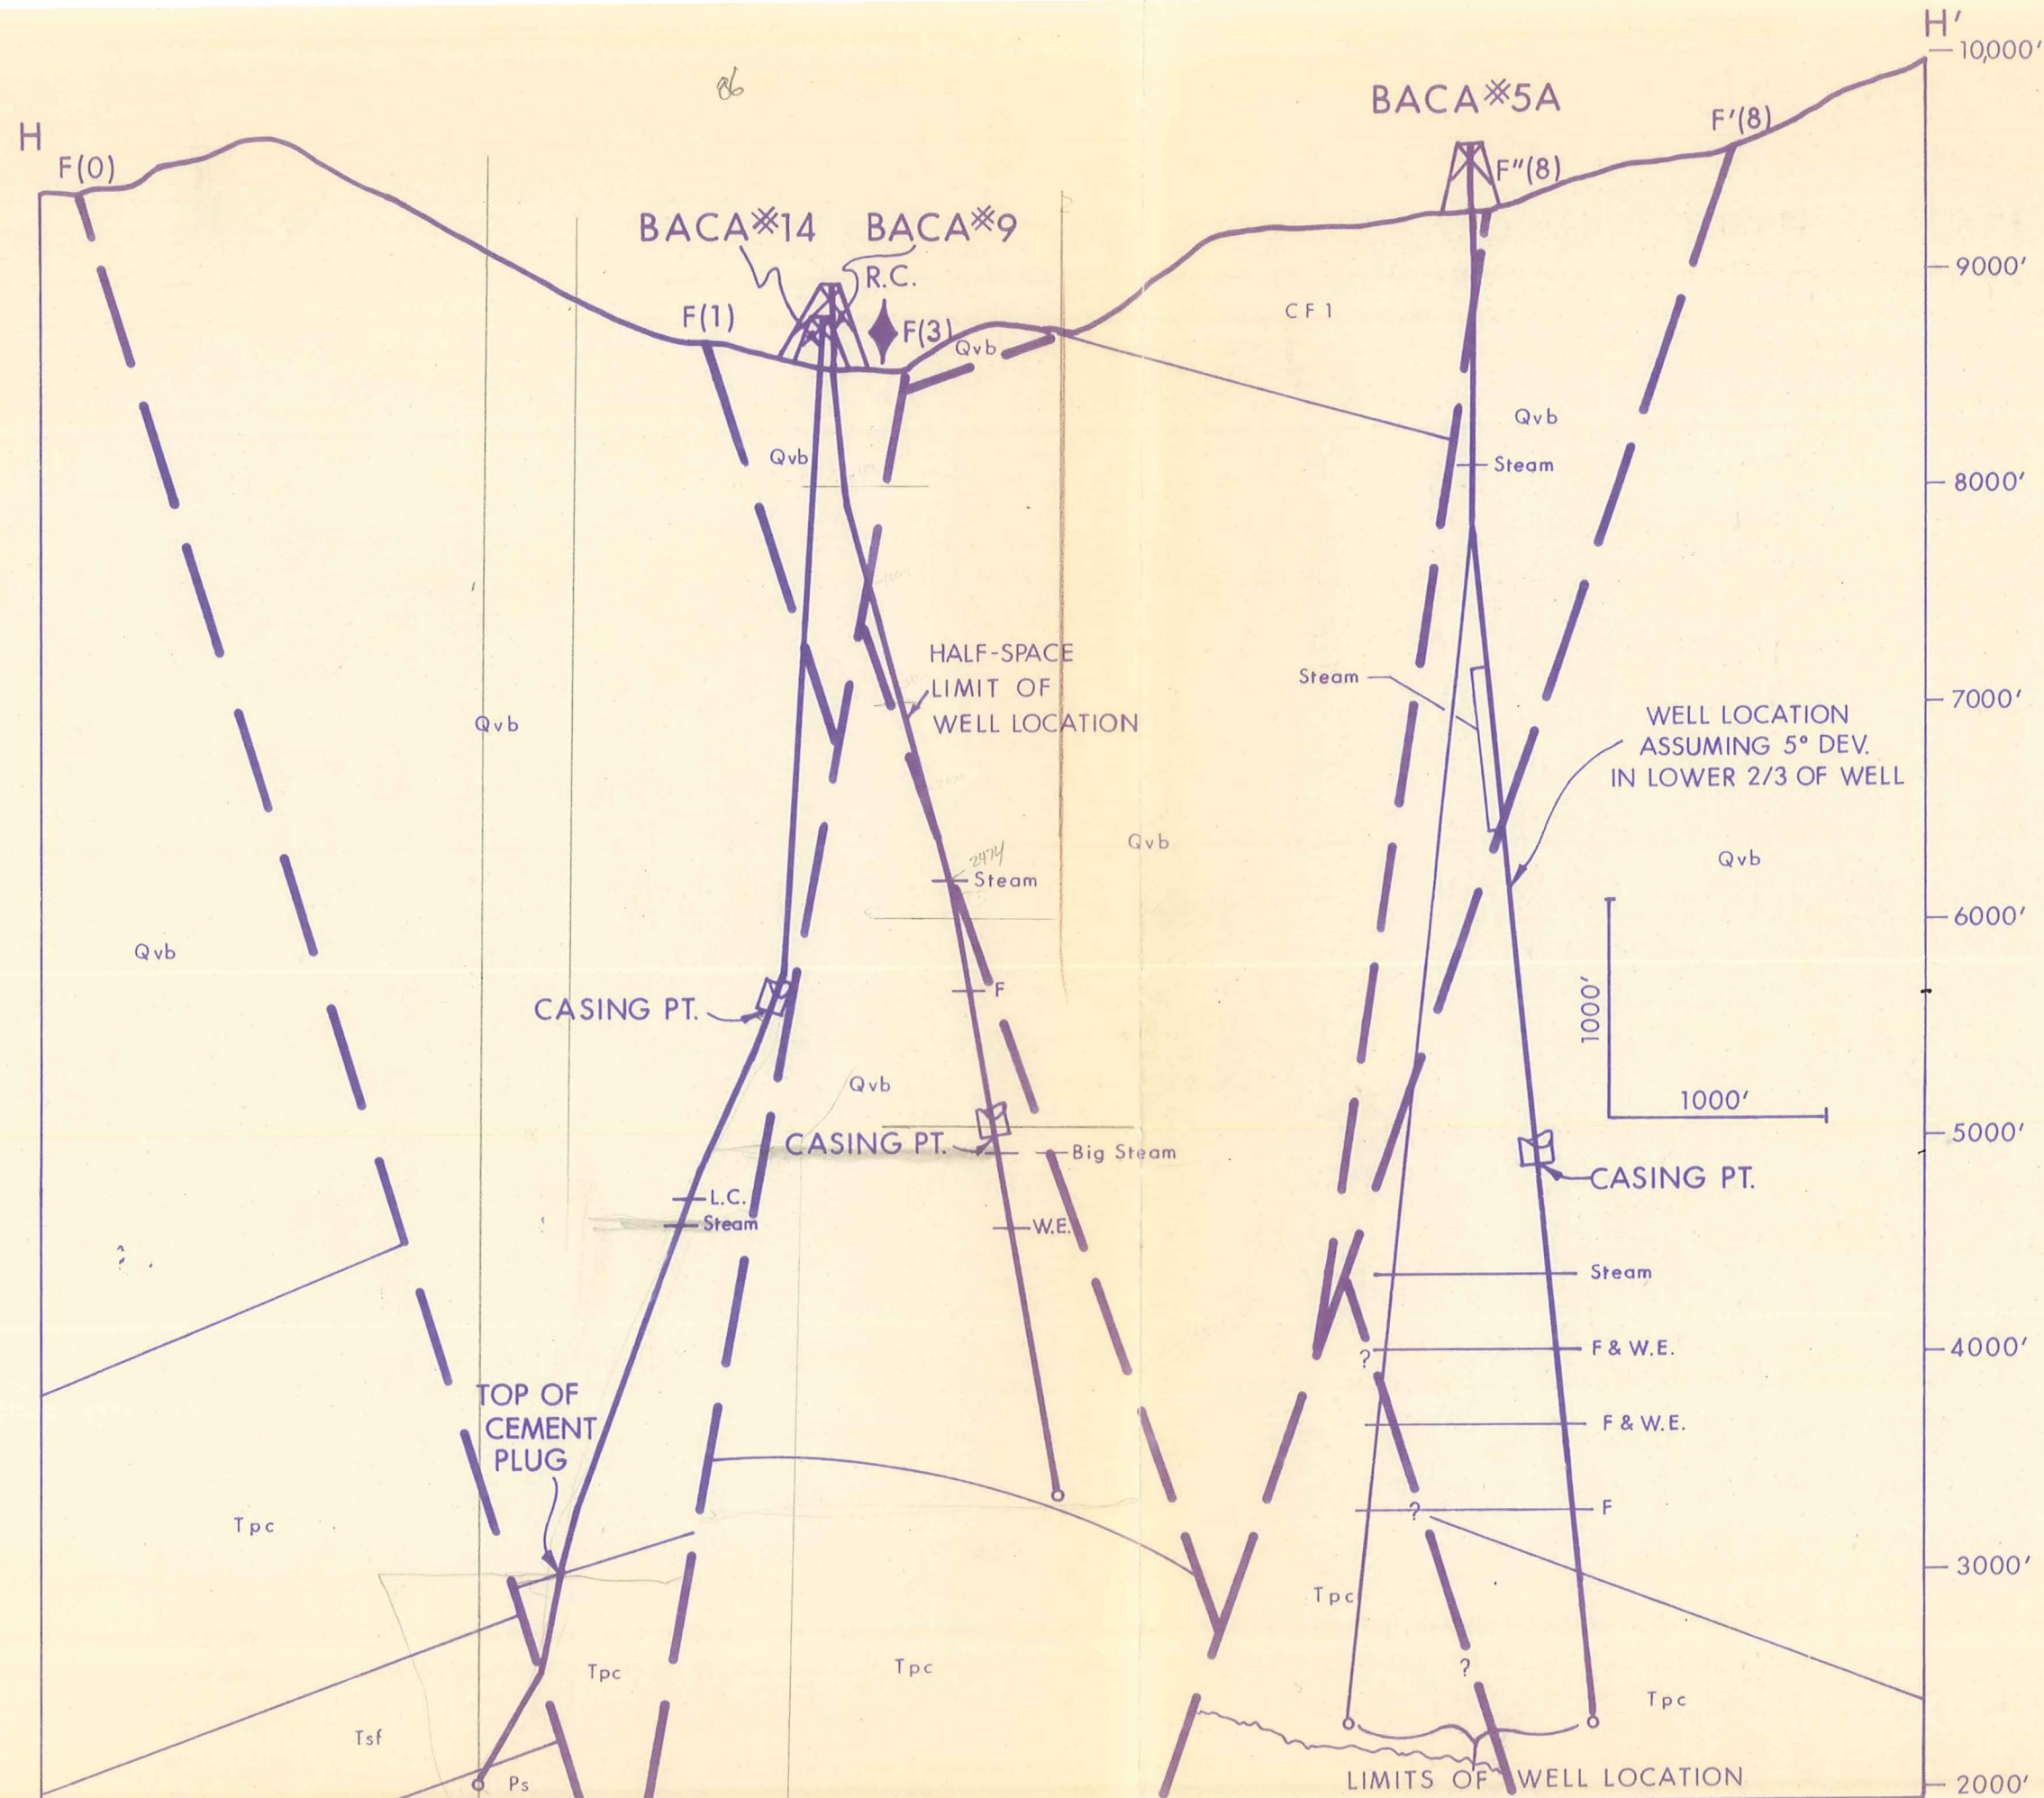 H'
10,000'
86
BACA #5A
H
F(0)
F'(8)
F"(8)
BACA #14
BACA #9
R.C.
F(1)
F(3)
Qvb
9000'
CF1
Qvb
Qvb
Steam
8000'
HALF-SPACE
LIMIT OF
WELL LOCATION
Steam
7000'
Qvb
WELL LOCATION
ASSUMING 5° DEV.
IN LOWER 2/3 OF WELL
Qvb
Qvb
2474
Steam
6000'
Qvb
F
CASING PT.
1000'
1000'
Qvb
CASING PT.
Big Steam
5000'
CASING PT.
L.C.
Steam
W.E.
Steam
F & W.E.
4000'
?
TOP OF
CEMENT
PLUG
F & W.E.
Tpc
?
F
3000'
Tpc
Tpc
Tpc
?
Tpc
Tsf
Ps
LIMITS OF WELL LOCATION
2000'